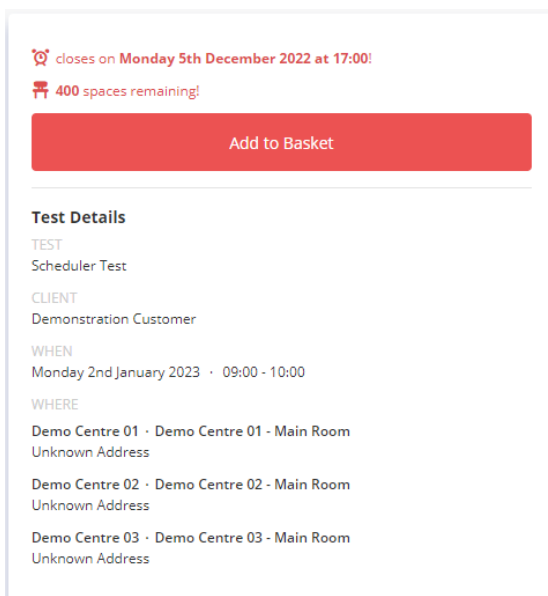 closes on Monday 5th December 2022 at 17:00!
400 spaces remaining!
Add to Basket
Test Details
TEST
Scheduler Test
CLIENT
Demonstration Customer
WHEN
Monday 2nd January 2023 · 09:00 - 10:00
WHERE
Demo Centre 01 · Demo Centre 01 - Main Room
Unknown Address
Demo Centre 02 · Demo Centre 02 - Main Room
Unknown Address
Demo Centre 03 · Demo Centre 03 - Main Room
Unknown Address